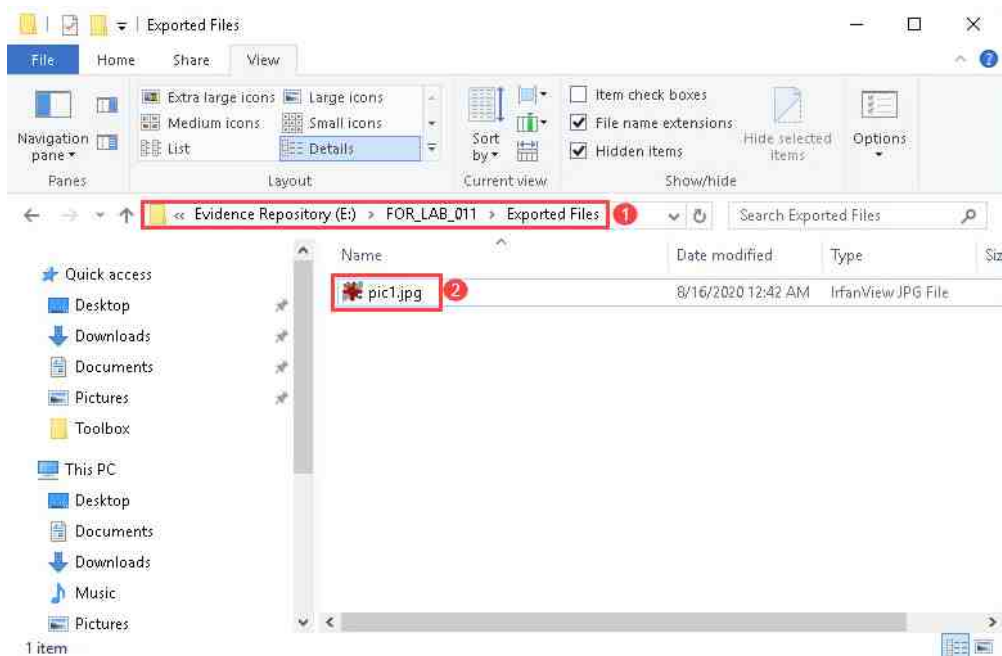 Exported Files
File Home Share View
Navigation pane
Extra large icons Large icons
Medium icons Small icons
List Details
Sort by
Item check boxes
File name extensions
Hidden items
Hide selected items
Options
Panes Layout Current view Show/hide
« Evidence Repository (E:) > FOR_LAB_011 > Exported Files 1 Search Exported Files
Name Date modified Type Siz
pic1.jpg 2 8/16/2020 12:42 AM IrfanView JPG File
Quick access
Desktop
Downloads
Documents
Pictures
Toolbox
This PC
Desktop
Documents
Downloads
Music
Pictures
1 item